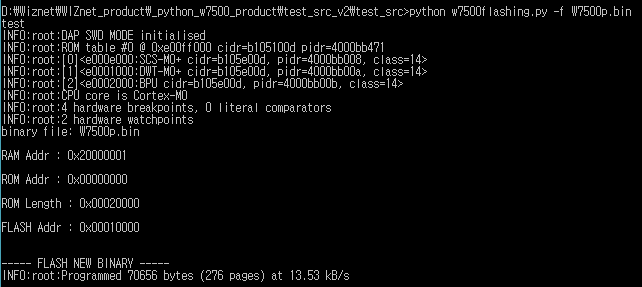 D:₩Wiznet₩WIZnet_product₩_python_w7500_product₩test_src_v2₩test_src>python w7500flashing.py -f W7500p.bin
test
INFO:root:DAP SWD MODE initialised
INFO:root:ROM table #0 @ 0xe00ff000 cidr=b105100d pidr=4000bb471
INFO:root:[0]<e000e000:SCS-M0+ cidr=b105e00d, pidr=4000bb008, class=14>
INFO:root:[1]<e0001000:DWT-M0+ cidr=b105e00d, pidr=4000bb00a, class=14>
INFO:root:[2]<e0002000:BPU cidr=b105e00d, pidr=4000bb00b, class=14>
INFO:root:CPU core is Cortex-M0
INFO:root:4 hardware breakpoints, 0 literal comparators
INFO:root:2 hardware watchpoints
binary file: W7500p.bin
RAM Addr : 0x20000001
ROM Addr : 0x00000000
ROM Length : 0x00020000
FLASH Addr : 0x00010000
----- FLASH NEW BINARY -----
INFO:root:Programmed 70656 bytes (276 pages) at 13.53 kB/s